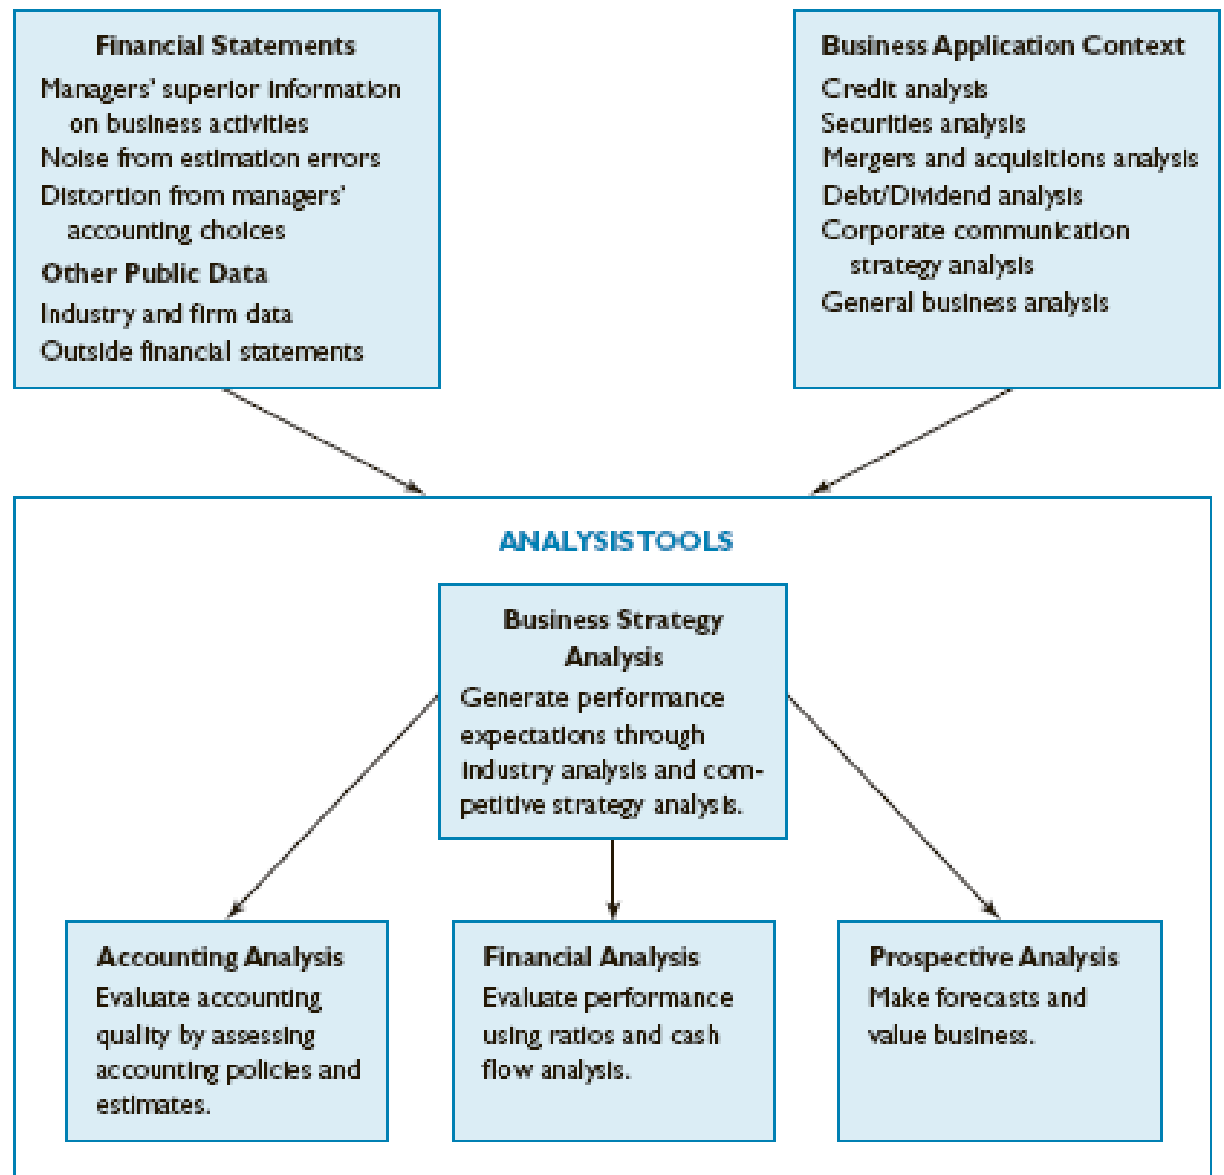 Financial Statements
Managers' superior information
on business activities
Noise from estimation errors
Distortion from managers'
accounting choices
Other Public Data
Industry and firm data
Outside financial statements
Business Application Context
Credit analysis
Securities analysis
Mergers and acquisitions analysis
Debt/Dividend analysis
Corporate communication
strategy analysis
General business analysis
ANALYSIS TOOLS
Business Strategy
Analysis
Generate performance
expectations through
industry analysis and com-
petitive strategy analysis.
Accounting Analysis
Evaluate accounting
quality by assessing
accounting policies and
estimates.
Financial Analysis
Evaluate performance
using ratios and cash
flow analysis.
Prospective Analysis
Make forecasts and
value business.